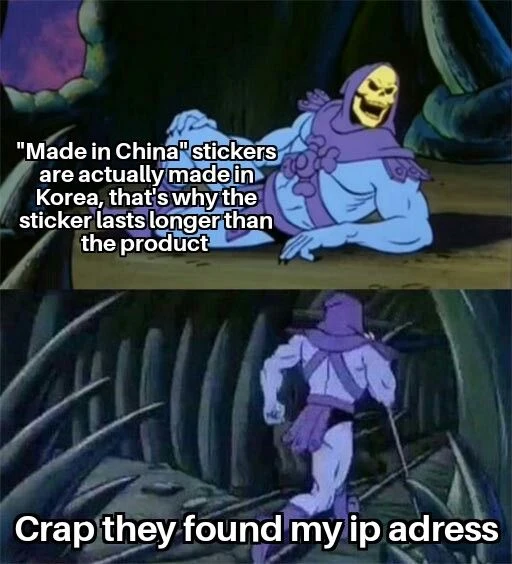 "Made in China" stickers
are actually made in
Korea, that's why the
sticker lasts longer than
the product
Crap they found my ip adress